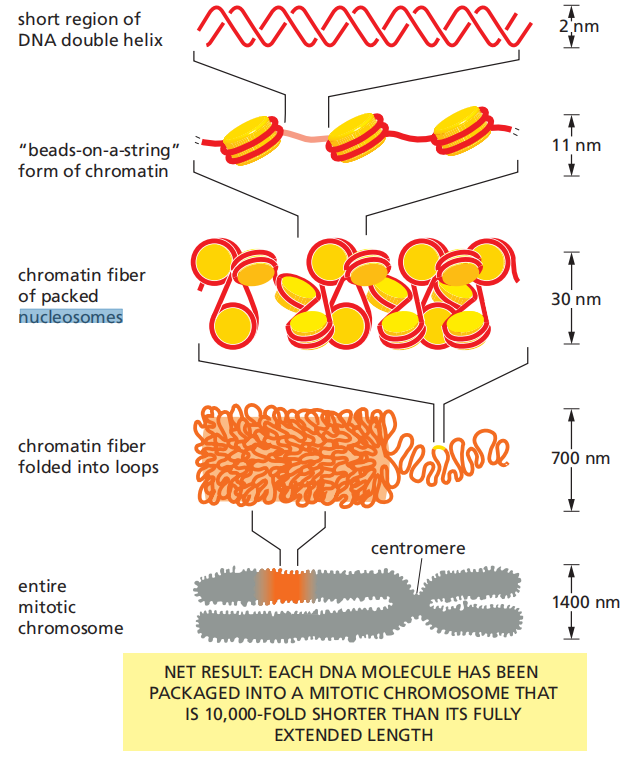 short region of
DNA double helix
2 nm
"beads-on-a-string"
form of chromatin
11 nm
chromatin fiber
of packed
nucleosomes
30 nm
chromatin fiber
folded into loops
700 nm
centromere
entire
mitotic
chromosome
1400 nm
NET RESULT: EACH DNA MOLECULE HAS BEEN
PACKAGED INTO A MITOTIC CHROMOSOME THAT
IS 10,000-FOLD SHORTER THAN ITS FULLY
EXTENDED LENGTH